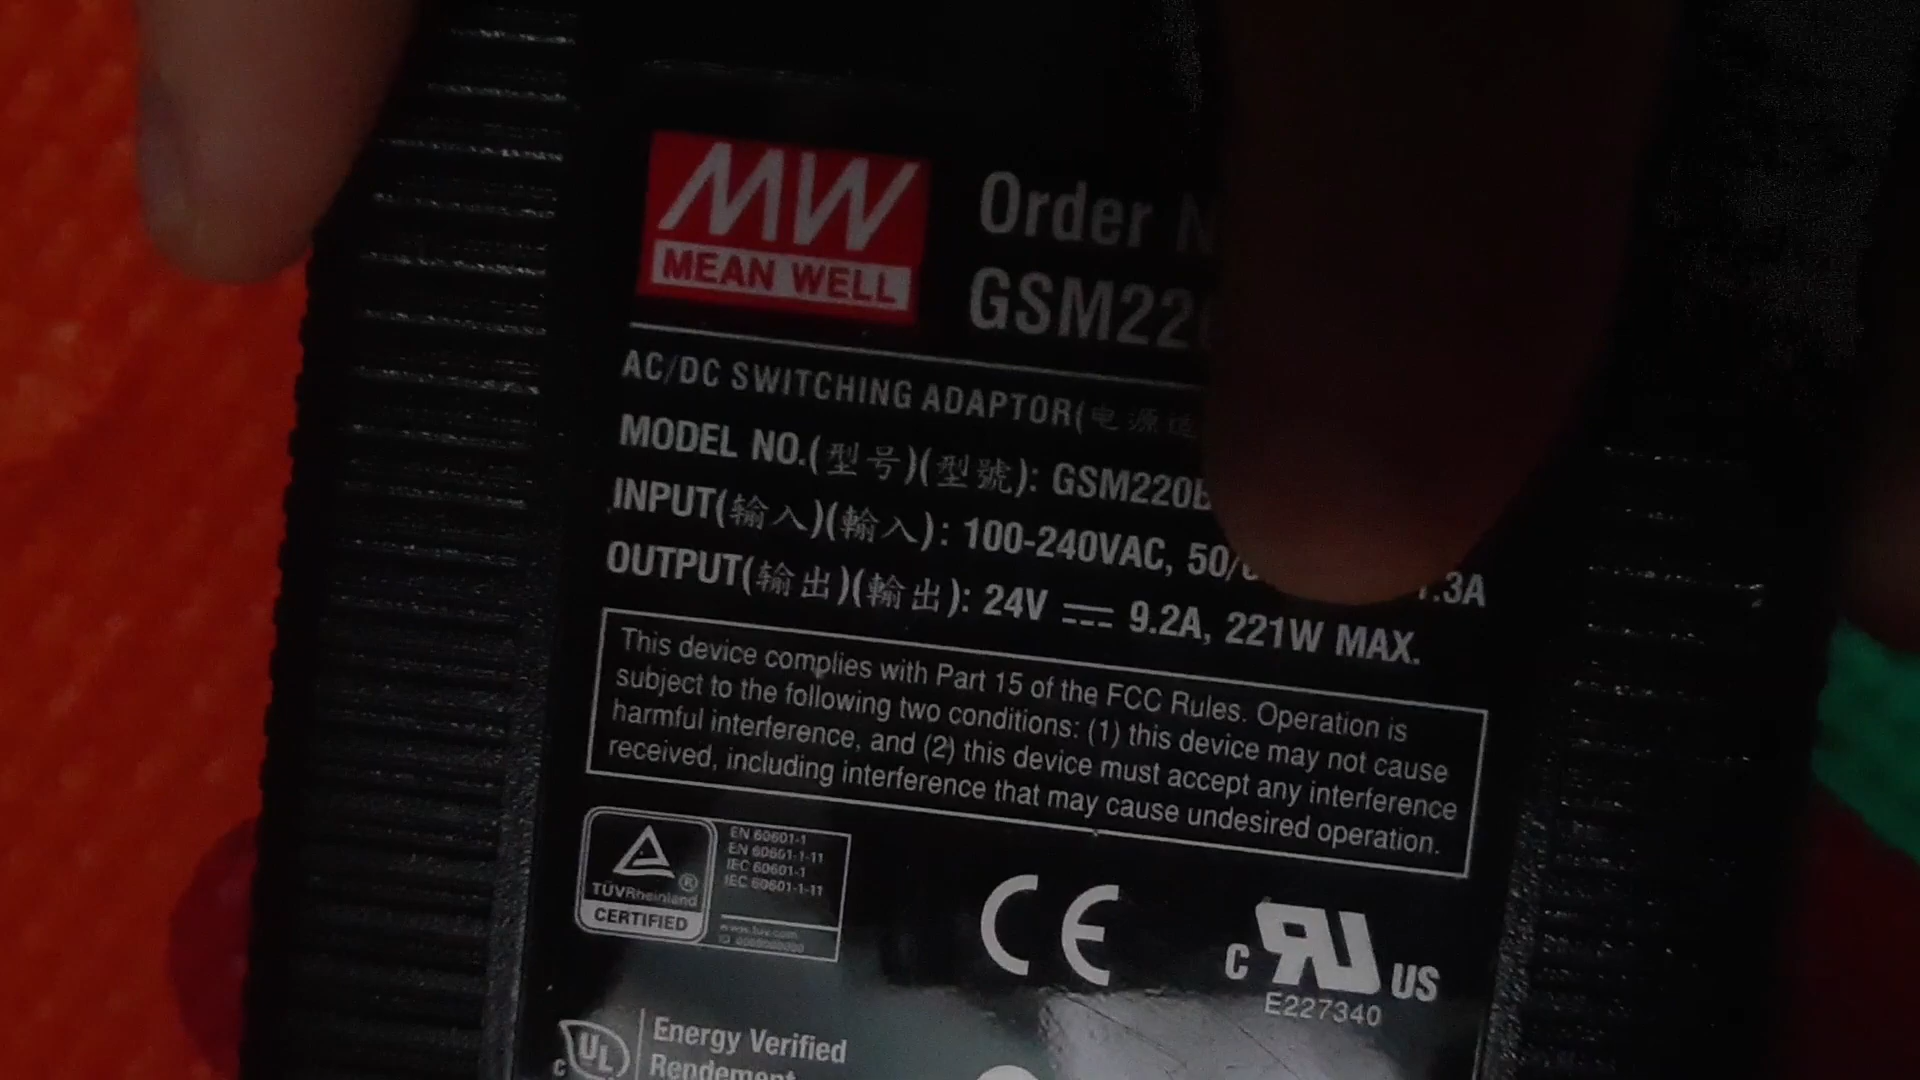 MW
MEAN WELL
Order
AC/DC SWITCHING ADAPTOR(电源
MODEL NO.(型号)(型號):
INPUT(输入)(輸入): 100-240VAC,
OUTPUT(输出)(輸出): 24V ⎓ 9.2A, 221W MAX.
This device complies with Part 15 of the FCC Rules. Operation is
subject to the following two conditions: (1) this device may not cause
harmful interference, and (2) this device must accept any interference
received, including interference that may cause undesired operation.
TÜVRheinland ®
CERTIFIED
EN 60601-1
EN 60601-1-11
IEC 60601-1
IEC 60601-1-11
www.tuv.com
CE
c RU US
E227340
c UL
Energy Verified